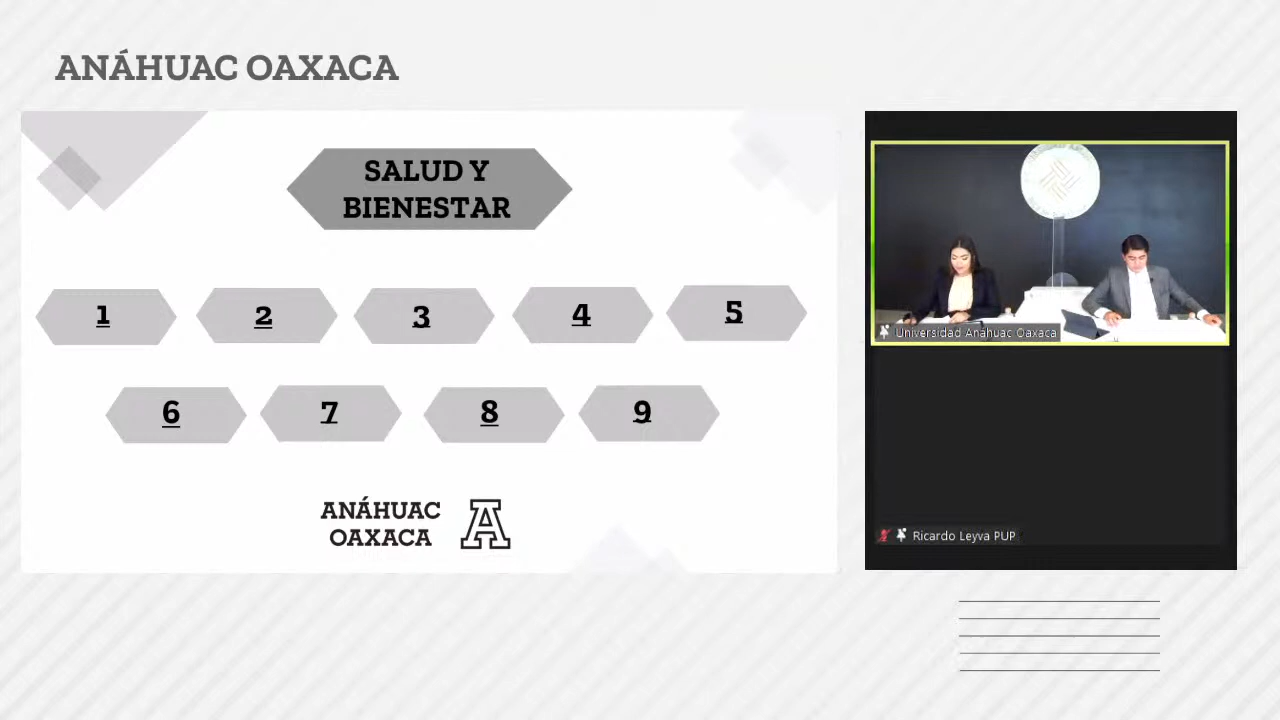 ANÁHUAC OAXACA
SALUD Y
BIENESTAR
1
2
3
4
5
6
7
8
9
ANÁHUAC
OAXACA
A
Universidad Anáhuac Oaxaca
Ricardo Leyva PUP